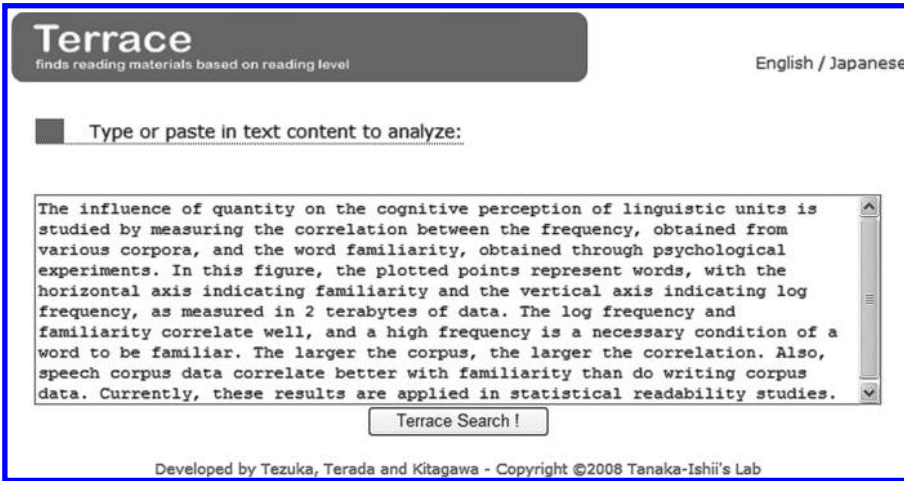 Terrace
finds reading materials based on reading level
English / Japanese
Type or paste in text content to analyze:
The influence of quantity on the cognitive perception of linguistic units is
studied by measuring the correlation between the frequency, obtained from
various corpora, and the word familiarity, obtained through psychological
experiments. In this figure, the plotted points represent words, with the
horizontal axis indicating familiarity and the vertical axis indicating log
frequency, as measured in 2 terabytes of data. The log frequency and
familiarity correlate well, and a high frequency is a necessary condition of a
word to be familiar. The larger the corpus, the larger the correlation. Also,
speech corpus data correlate better with familiarity than do writing corpus
data. Currently, these results are applied in statistical readability studies.
Terrace Search !
Developed by Tezuka, Terada and Kitagawa - Copyright ©2008 Tanaka-Ishii's Lab